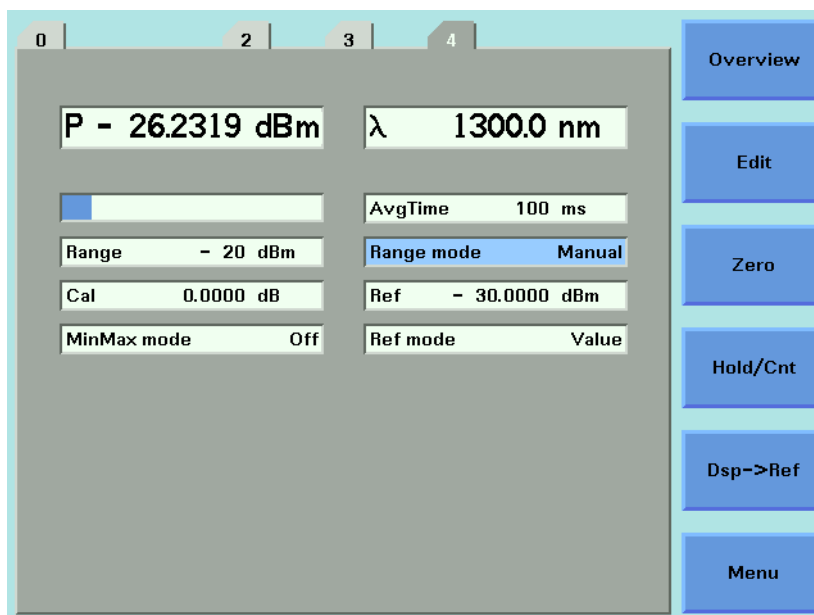 0 2 3 4
P - 26.2319 dBm
λ 1300.0 nm
AvgTime 100 ms
Range - 20 dBm
Range mode Manual
Cal 0.0000 dB
Ref - 30.0000 dBm
MinMax mode Off
Ref mode Value
Overview
Edit
Zero
Hold/Cnt
Dsp->Ref
Menu